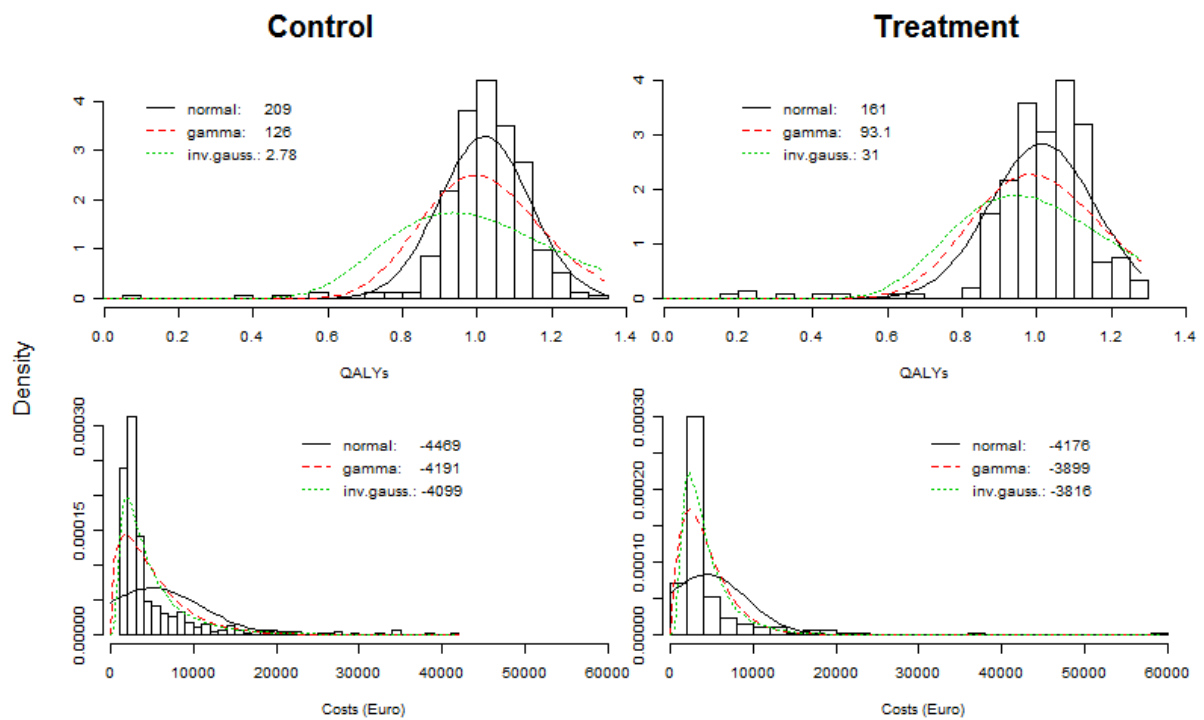 Control Treatment
Density
4
3
2
1
0
normal: 209
gamma: 126
inv.gauss.: 2.78
0.0 0.2 0.4 0.6 0.8 1.0 1.2 1.4
QALYs
4
3
2
1
0
normal: 161
gamma: 93.1
inv.gauss.: 31
0.0 0.2 0.4 0.6 0.8 1.0 1.2 1.4
QALYs
0.00030
0.00015
0.00000
normal: -4469
gamma: -4191
inv.gauss.: -4099
0 10000 20000 30000 40000 50000 60000
Costs (Euro)
0.00030
0.00020
0.00010
0.00000
normal: -4176
gamma: -3899
inv.gauss.: -3816
0 10000 20000 30000 40000 50000 60000
Costs (Euro)